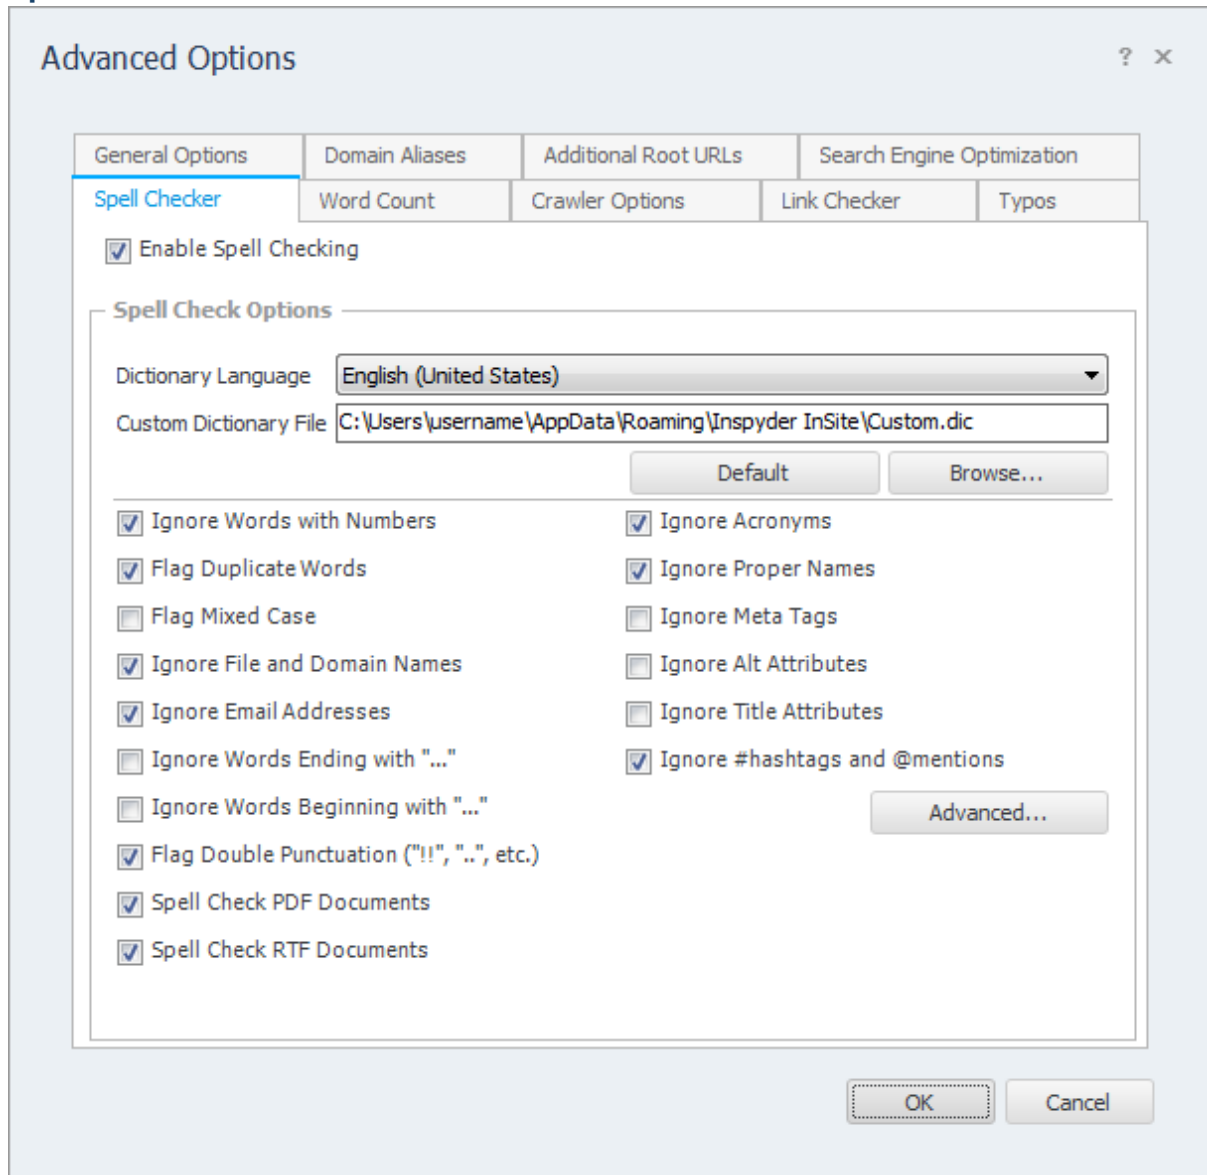 Advanced Options
?
General Options Domain Aliases Additional Root URLs Search Engine Optimization
Spell Checker Word Count Crawler Options Link Checker Typos
Enable Spell Checking
Spell Check Options
Dictionary Language English (United States)
Custom Dictionary File C:\Users\username\AppData\Roaming\Inspyder InSite\Custom.dic
Default Browse...
Ignore Words with Numbers Ignore Acronyms
Flag Duplicate Words Ignore Proper Names
Flag Mixed Case Ignore Meta Tags
Ignore File and Domain Names Ignore Alt Attributes
Ignore Email Addresses Ignore Title Attributes
Ignore Words Ending with "..." Ignore #hashtags and @mentions
Ignore Words Beginning with "..." Advanced...
Flag Double Punctuation ("!!", "..", etc.)
Spell Check PDF Documents
Spell Check RTF Documents
OK Cancel